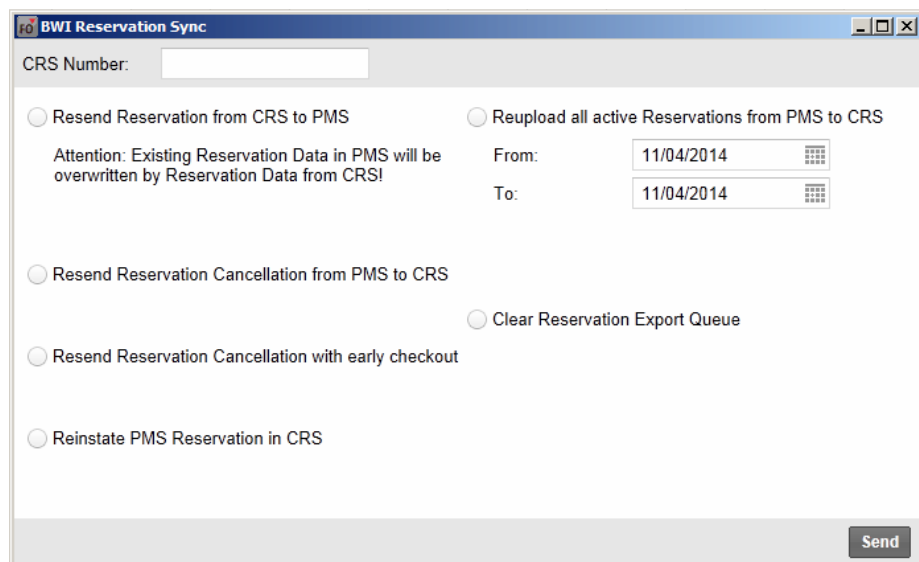 FO BWI Reservation Sync
CRS Number:
Resend Reservation from CRS to PMS
Attention: Existing Reservation Data in PMS will be
overwritten by Reservation Data from CRS!
Resend Reservation Cancellation from PMS to CRS
Resend Reservation Cancellation with early checkout
Reinstate PMS Reservation in CRS
Reupload all active Reservations from PMS to CRS
From: 11/04/2014
To: 11/04/2014
Clear Reservation Export Queue
Send